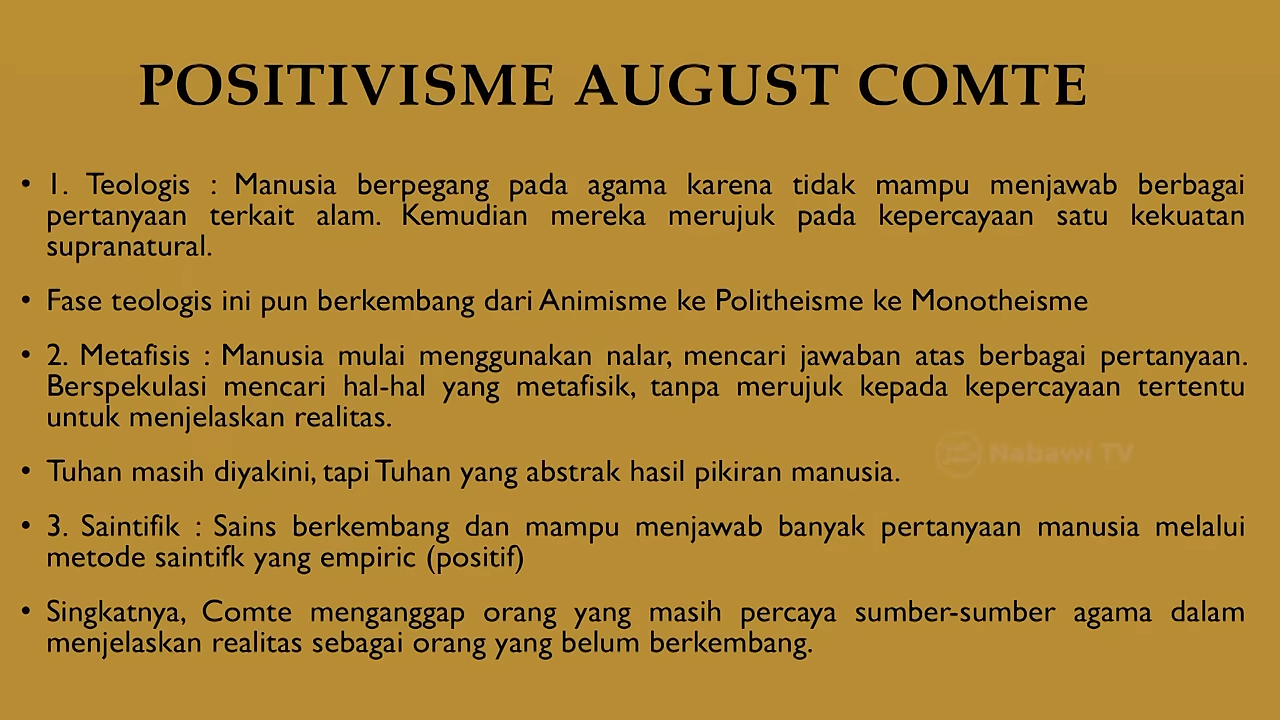 POSITIVISME AUGUST COMTE
• 1. Teologis : Manusia berpegang pada agama karena tidak mampu menjawab berbagai
pertanyaan terkait alam. Kemudian mereka merujuk pada kepercayaan satu kekuatan
supranatural.
• Fase teologis ini pun berkembang dari Animisme ke Politheisme ke Monotheisme
• 2. Metafisis : Manusia mulai menggunakan nalar, mencari jawaban atas berbagai pertanyaan.
Berspekulasi mencari hal-hal yang metafisik, tanpa merujuk kepada kepercayaan tertentu
untuk menjelaskan realitas.
Nabawi TV
• Tuhan masih diyakini, tapi Tuhan yang abstrak hasil pikiran manusia.
• 3. Saintifik : Sains berkembang dan mampu menjawab banyak pertanyaan manusia melalui
metode saintifk yang empiric (positif)
• Singkatnya, Comte menganggap orang yang masih percaya sumber-sumber agama dalam
menjelaskan realitas sebagai orang yang belum berkembang.